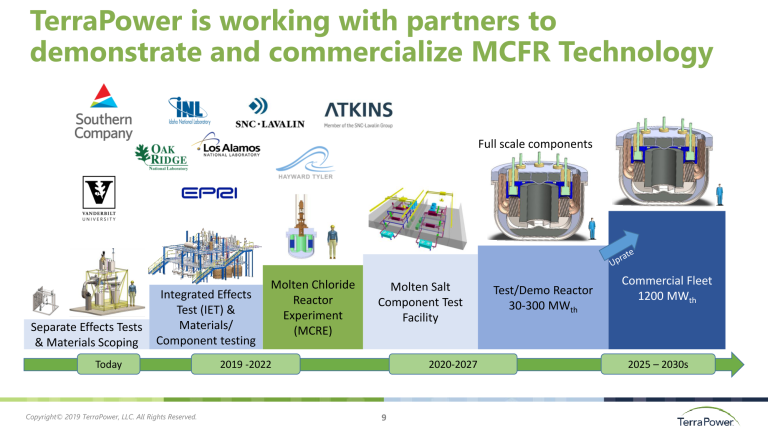 TerraPower is working with partners to
demonstrate and commercialize MCFR Technology
Southern
Company
INL
Idaho National Laboratory
SNC·LAVALIN
ATKINS
Member of the SNC-Lavalin Group
OAK
RIDGE
National Laboratory
Los Alamos
NATIONAL LABORATORY
HAYWARD TYLER
V
VANDERBILT
UNIVERSITY
EPRI
Full scale components
Uprate
Separate Effects Tests
& Materials Scoping
Integrated Effects
Test (IET) &
Materials/
Component testing
Molten Chloride
Reactor
Experiment
(MCRE)
Molten Salt
Component Test
Facility
Test/Demo Reactor
30-300 MWth
Commercial Fleet
1200 MWth
Today
2019 -2022
2020-2027
2025 – 2030s
Copyright© 2019 TerraPower, LLC. All Rights Reserved.
9
TerraPower